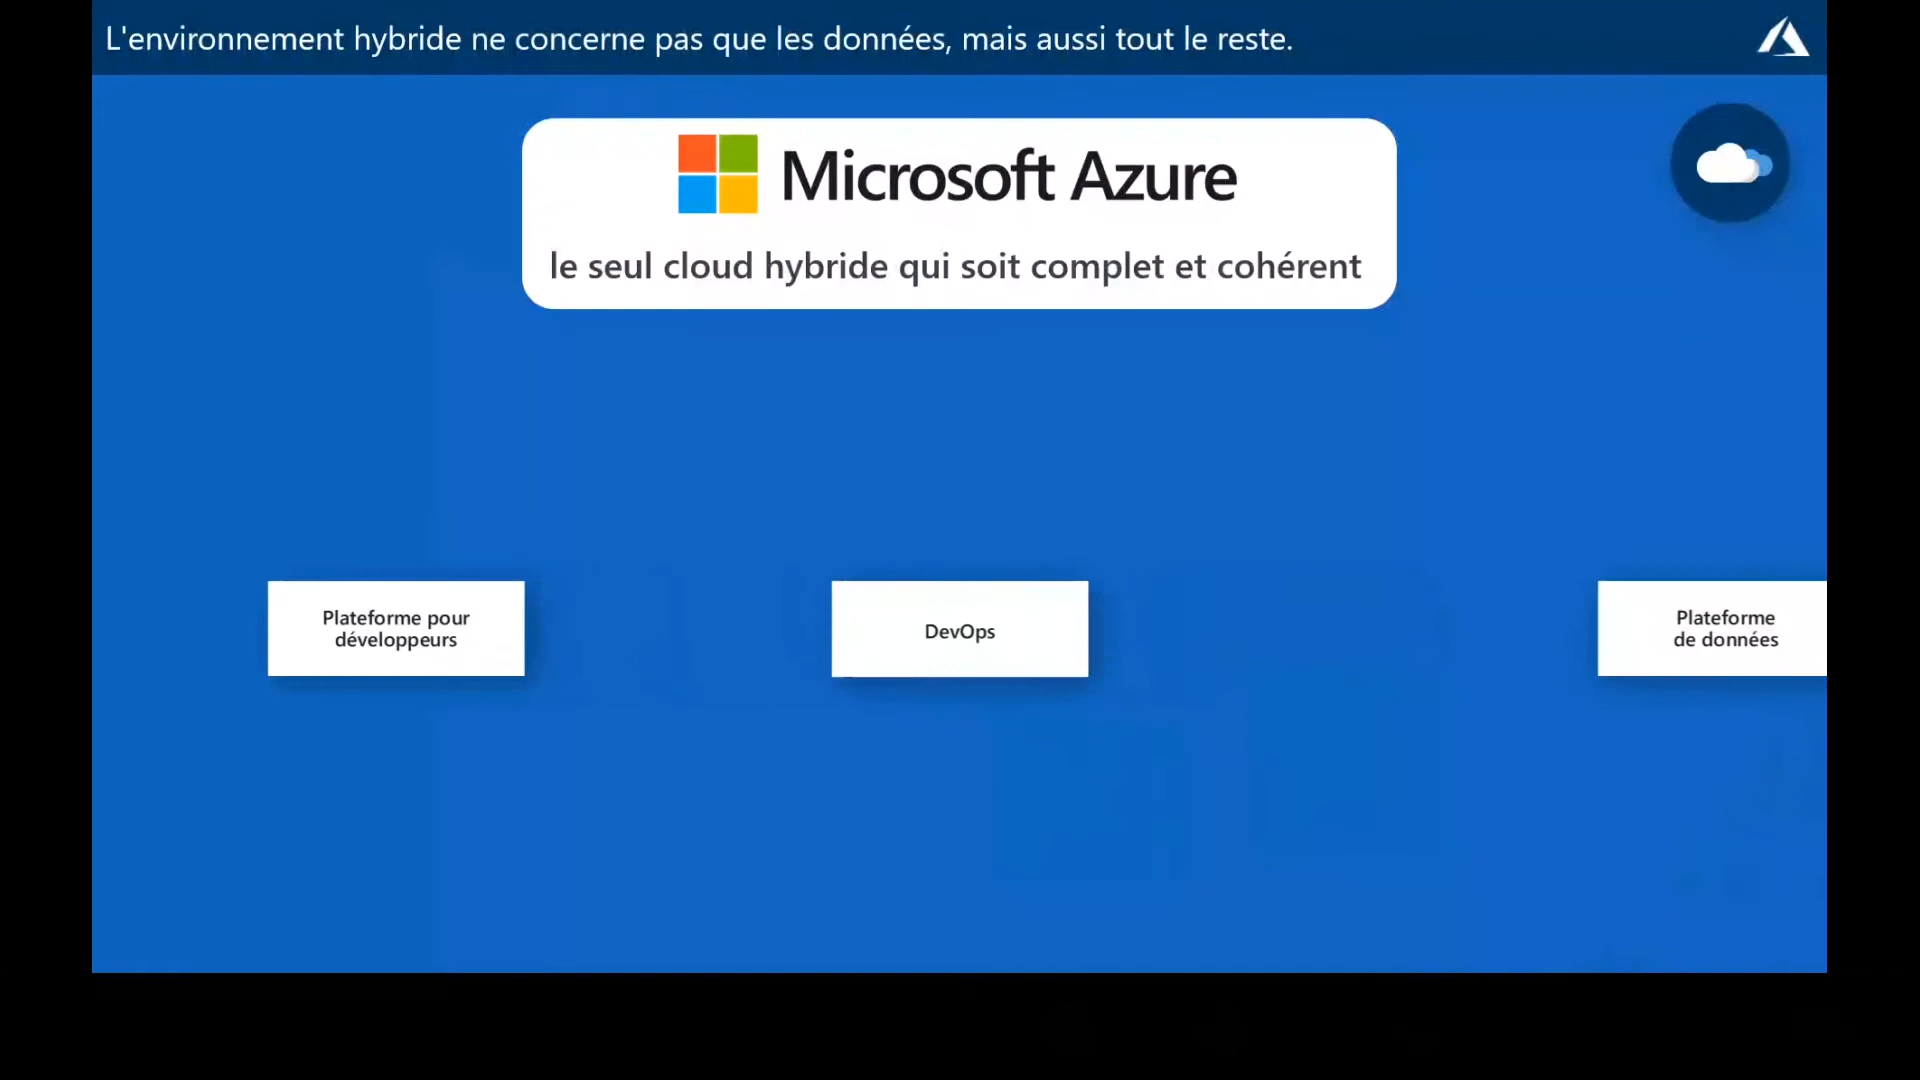 L'environnement hybride ne concerne pas que les données, mais aussi tout le reste.
Microsoft Azure
le seul cloud hybride qui soit complet et cohérent
Plateforme pour
développeurs
DevOps
Plateforme
de données